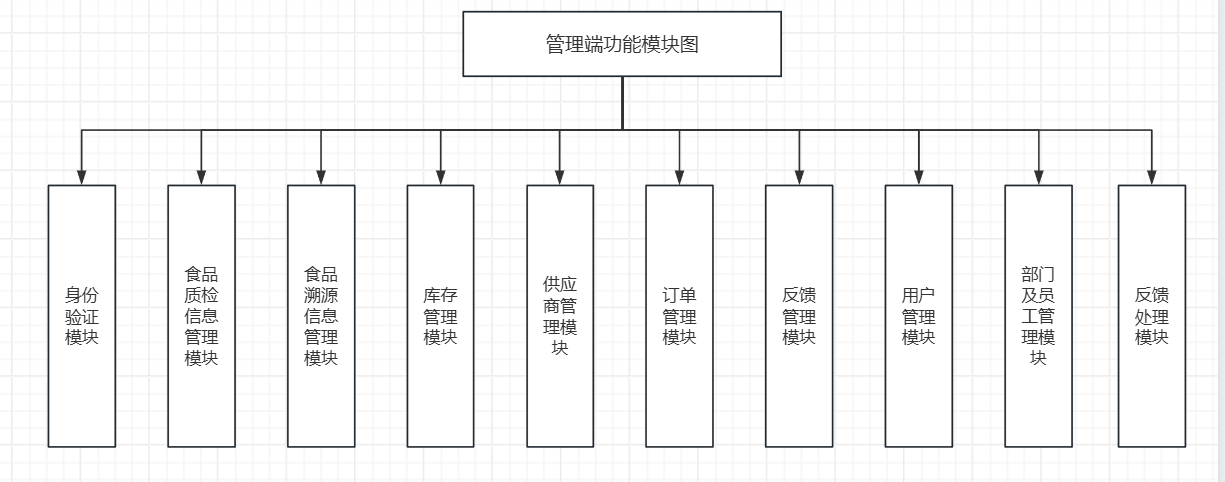 管理端功能模块图
身份
验证
模块
食品
质检
信息
管理
模块
食品
溯源
信息
管理
模块
库存
管理
模块
供应
商管
理模
块
订单
管理
模块
反馈
管理
模块
用户
管理
模块
部门
及员
工管
理模
块
反馈
处理
模块